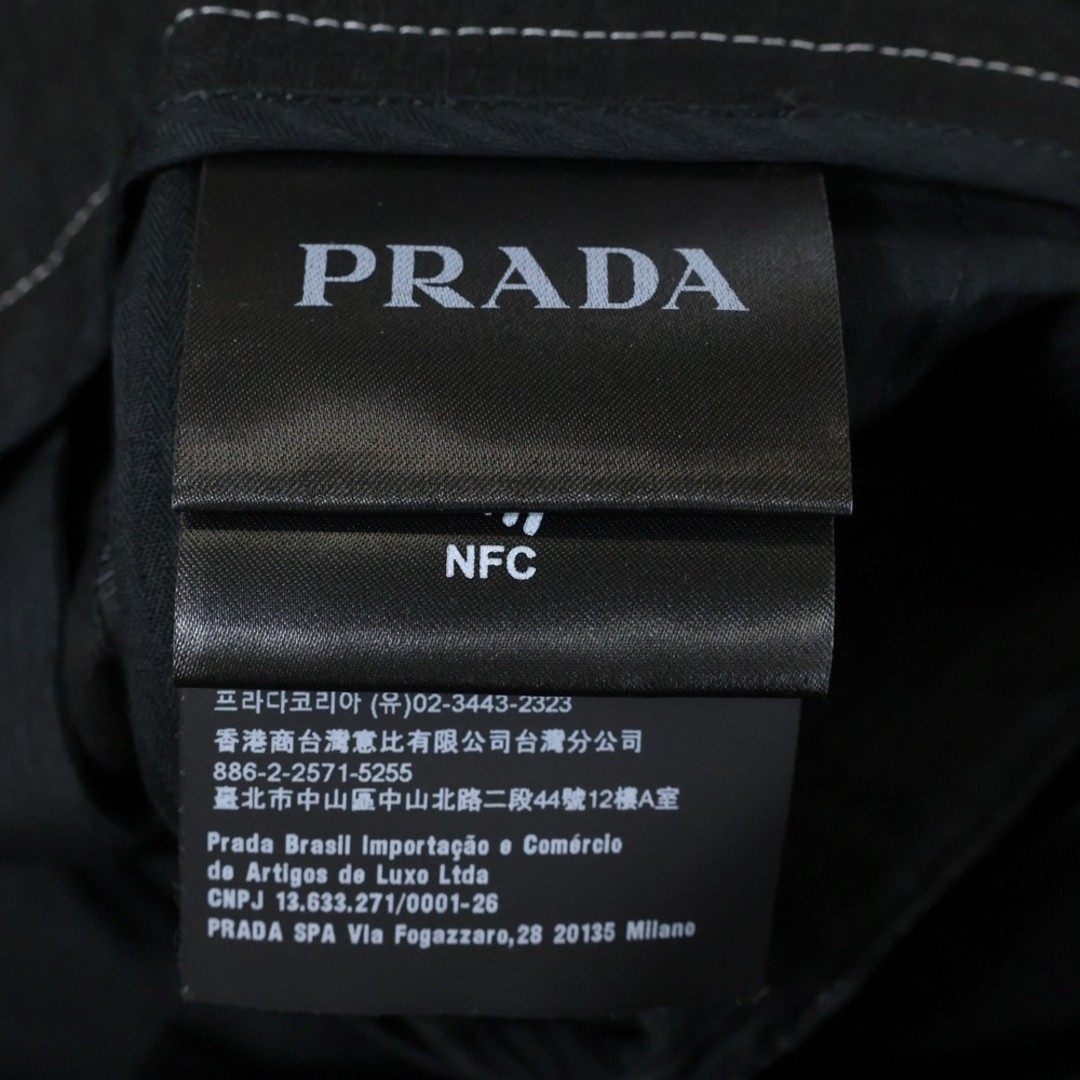 PRADA
NFC
프라다코리아 (유)02-3443-2323
香港商台灣意比有限公司台灣分公司
886-2-2571-5255
臺北市中山區中山北路二段44號12樓A室
Prada Brasil Importação e Comércio
de Artigos de Luxo Ltda
CNPJ 13.633.271/0001-26
PRADA SPA Via Fogazzaro,28 20135 Milano